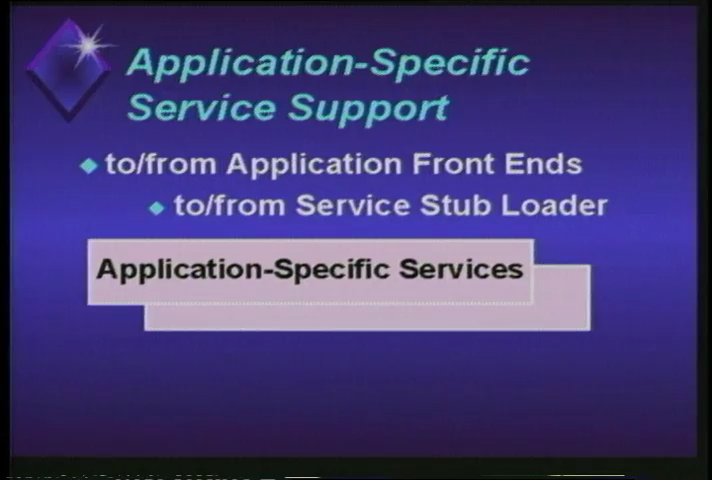 Application-Specific
Service Support
to/from Application Front Ends
to/from Service Stub Loader
Application-Specific Services